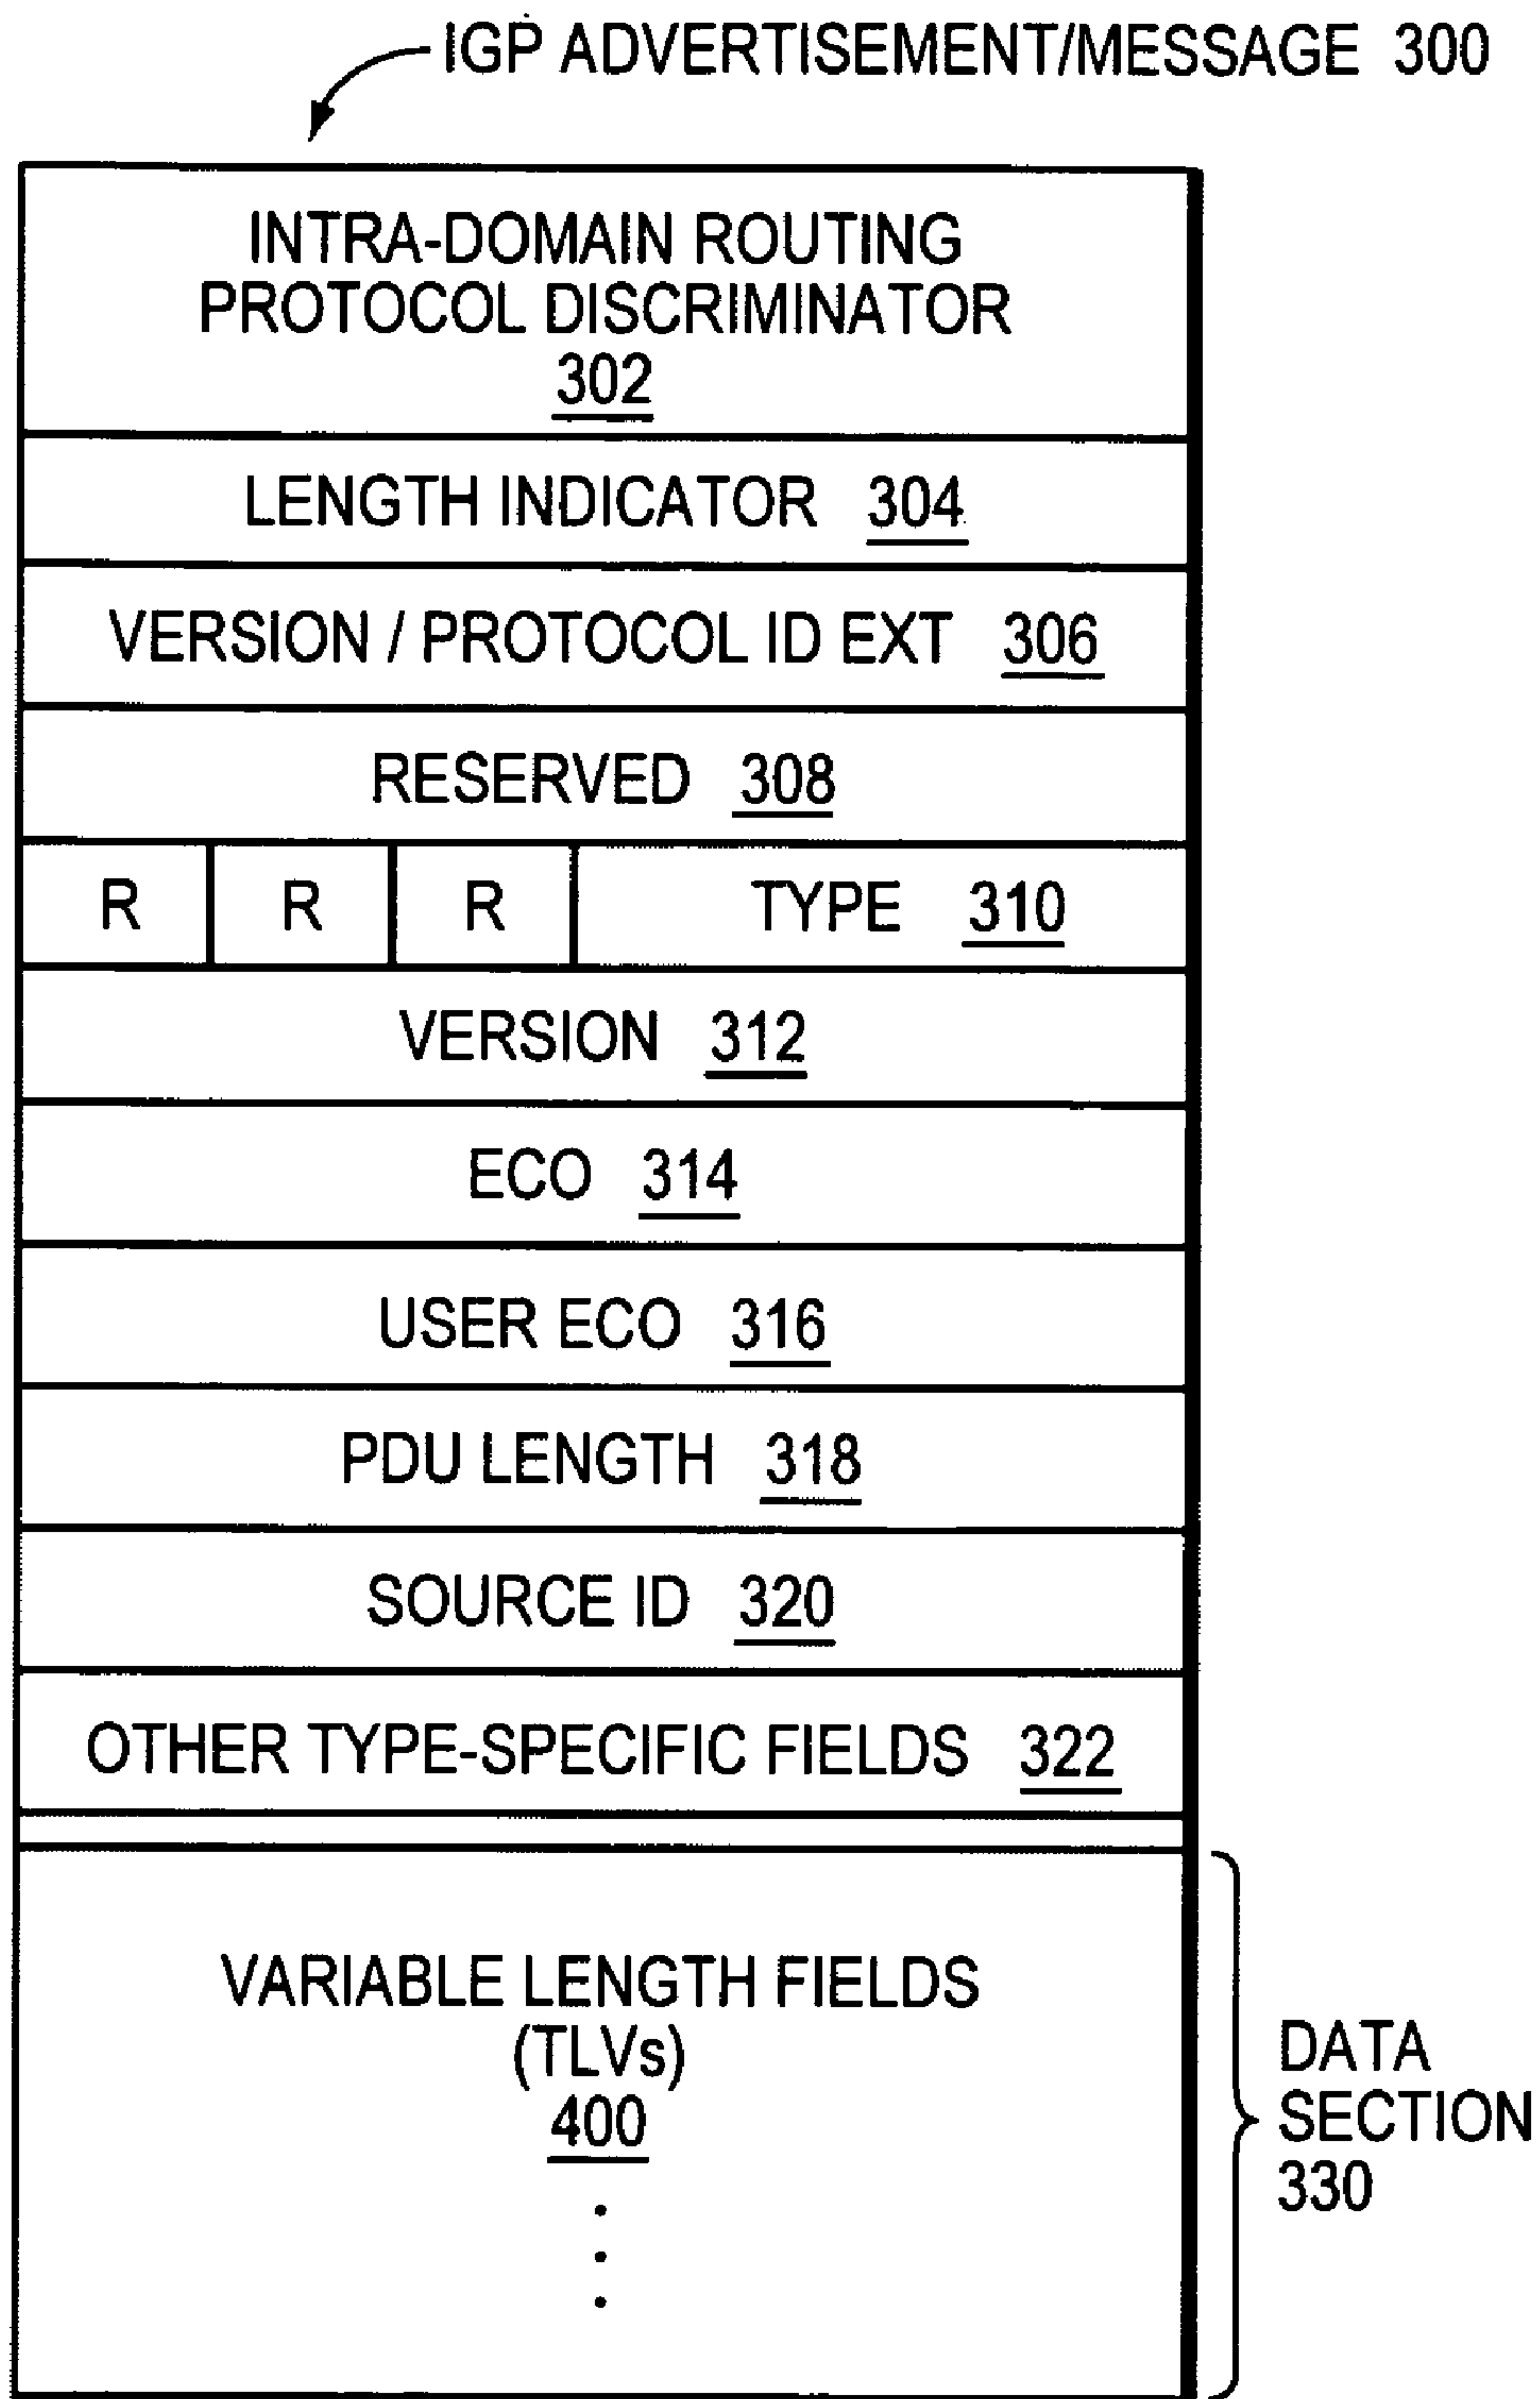 IGP ADVERTISEMENT/MESSAGE 300
INTRA-DOMAIN ROUTING
PROTOCOL DISCRIMINATOR
302
LENGTH INDICATOR 304
VERSION / PROTOCOL ID EXT 306
RESERVED 308
R R R TYPE 310
VERSION 312
ECO 314
USER ECO 316
PDU LENGTH 318
SOURCE ID 320
OTHER TYPE-SPECIFIC FIELDS 322
VARIABLE LENGTH FIELDS
(TLVs)
400
DATA
SECTION
330